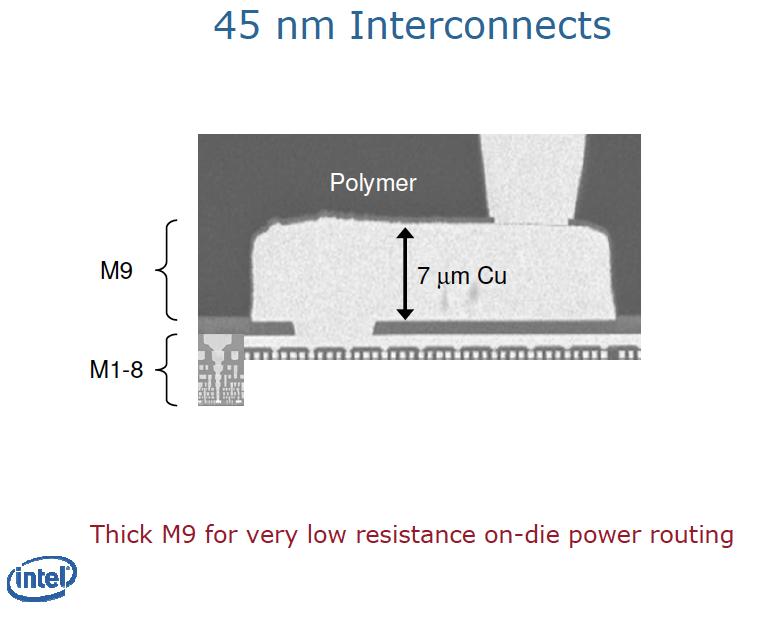 45 nm Interconnects
Polymer
M9
7 μm Cu
M1-8
Thick M9 for very low resistance on-die power routing
intel